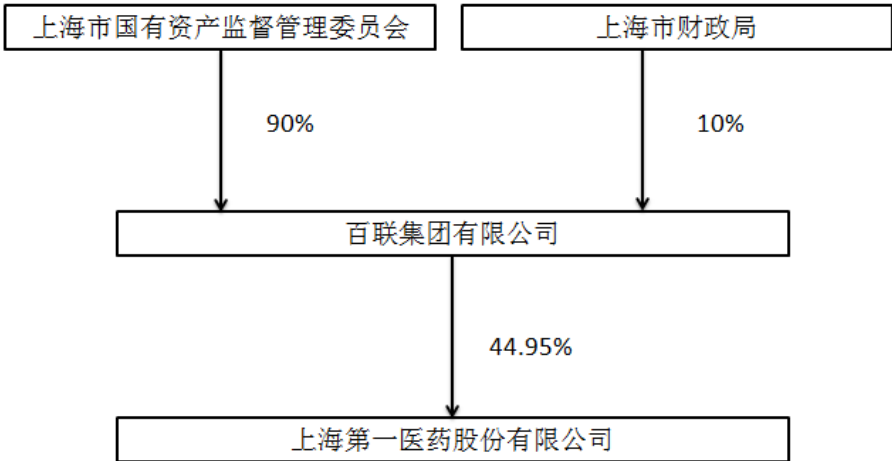 上海市国有资产监督管理委员会
上海市财政局
90%
10%
百联集团有限公司
44.95%
上海第一医药股份有限公司